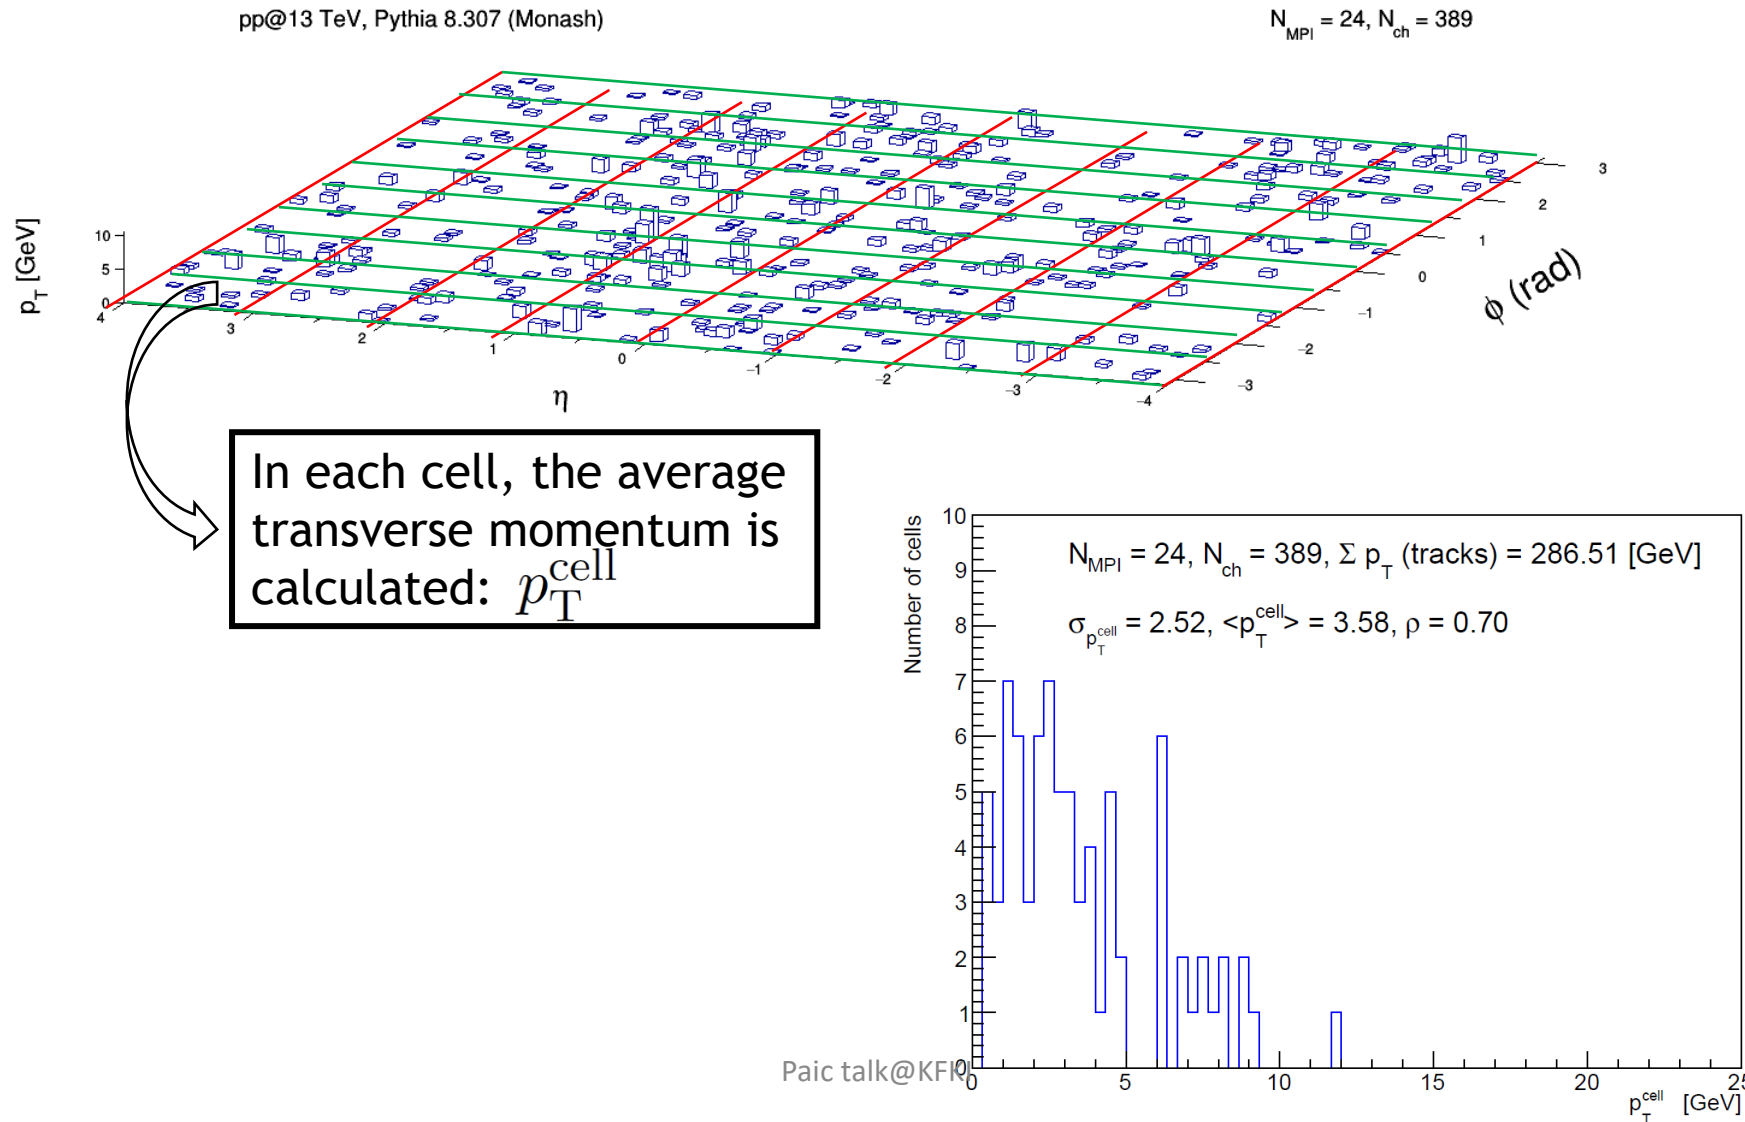 pp@13 TeV, Pythia 8.307 (Monash)
N_MPI = 24, N_ch = 389
p_T [GeV]
10
5
0
4
3
2
1
0
−1
−2
−3
−4
η
3
2
1
0
−1
−2
−3
ϕ (rad)
In each cell, the average
transverse momentum is
calculated: p_T^cell
Number of cells
10
9
8
7
6
5
4
3
2
1
0
N_MPI = 24, N_ch = 389, Σ p_T (tracks) = 286.51 [GeV]
σ_{p_T^cell} = 2.52, <p_T^cell> = 3.58, ρ = 0.70
0
5
10
15
20
25
p_T^cell [GeV]
Paic talk@KFKI